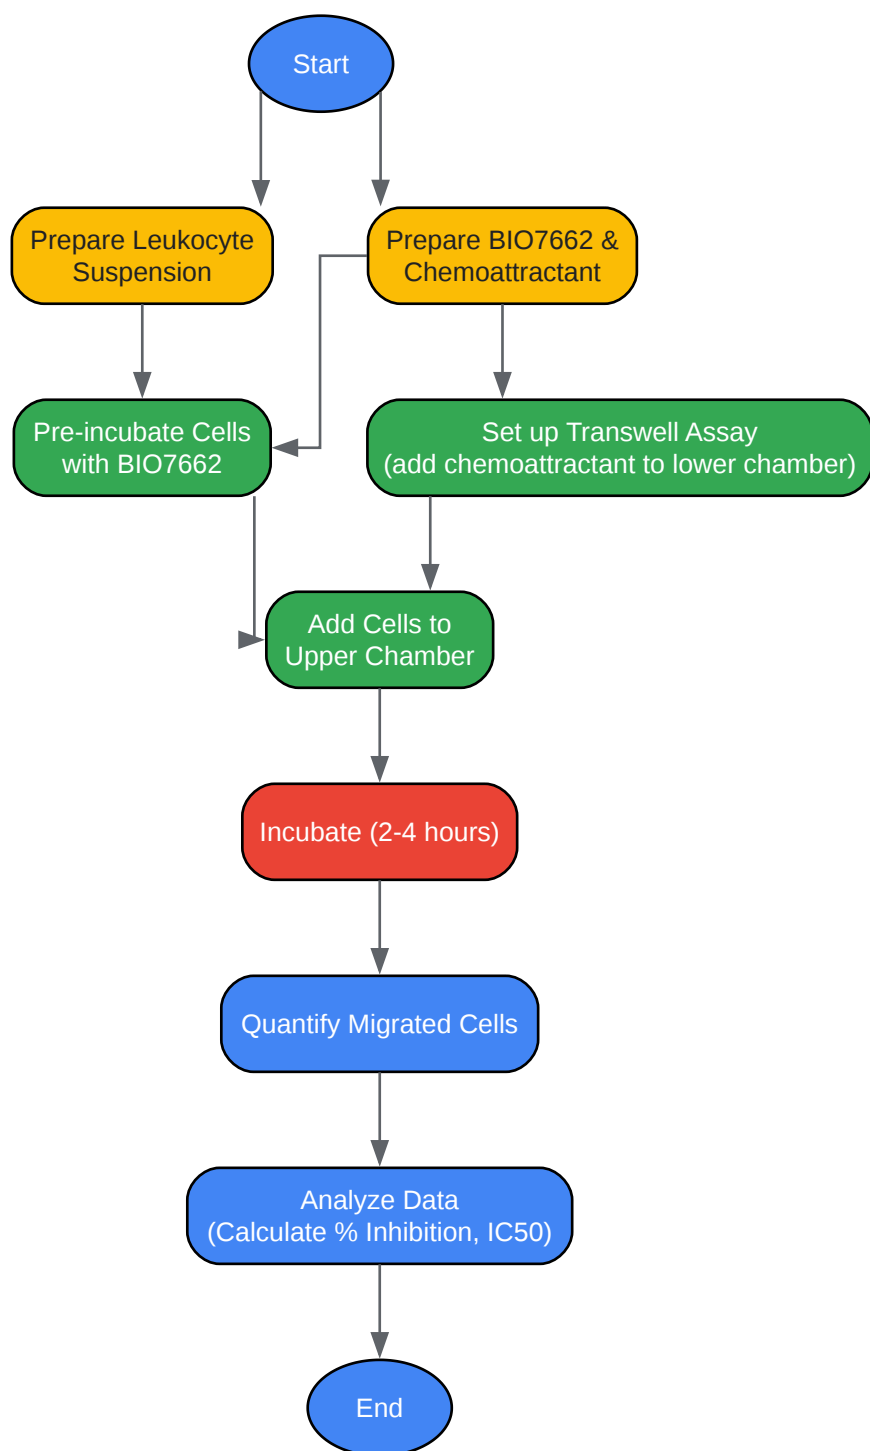 Start
Prepare Leukocyte
Suspension
Prepare BIO7662 &
Chemoattractant
Pre-incubate Cells
with BIO7662
Set up Transwell Assay
(add chemoattractant to lower chamber)
Add Cells to
Upper Chamber
Incubate (2-4 hours)
Quantify Migrated Cells
Analyze Data
(Calculate % Inhibition, IC50)
End